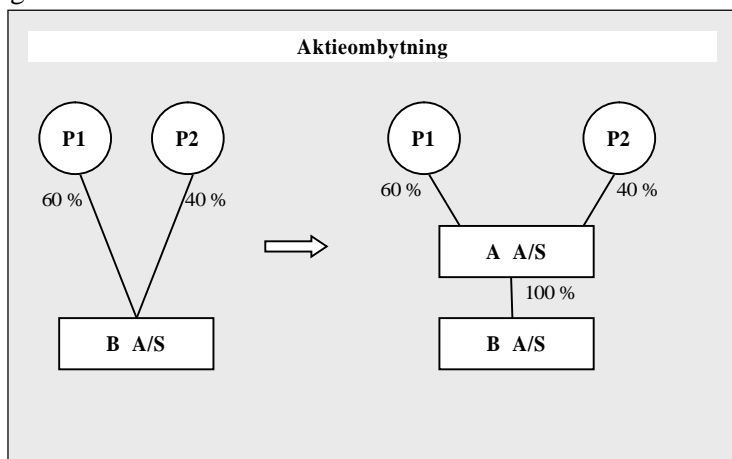 Aktieombytning
P1 P2
60 % 40 %
B A/S
P1 P2
60 % 40 %
A A/S
100 %
B A/S